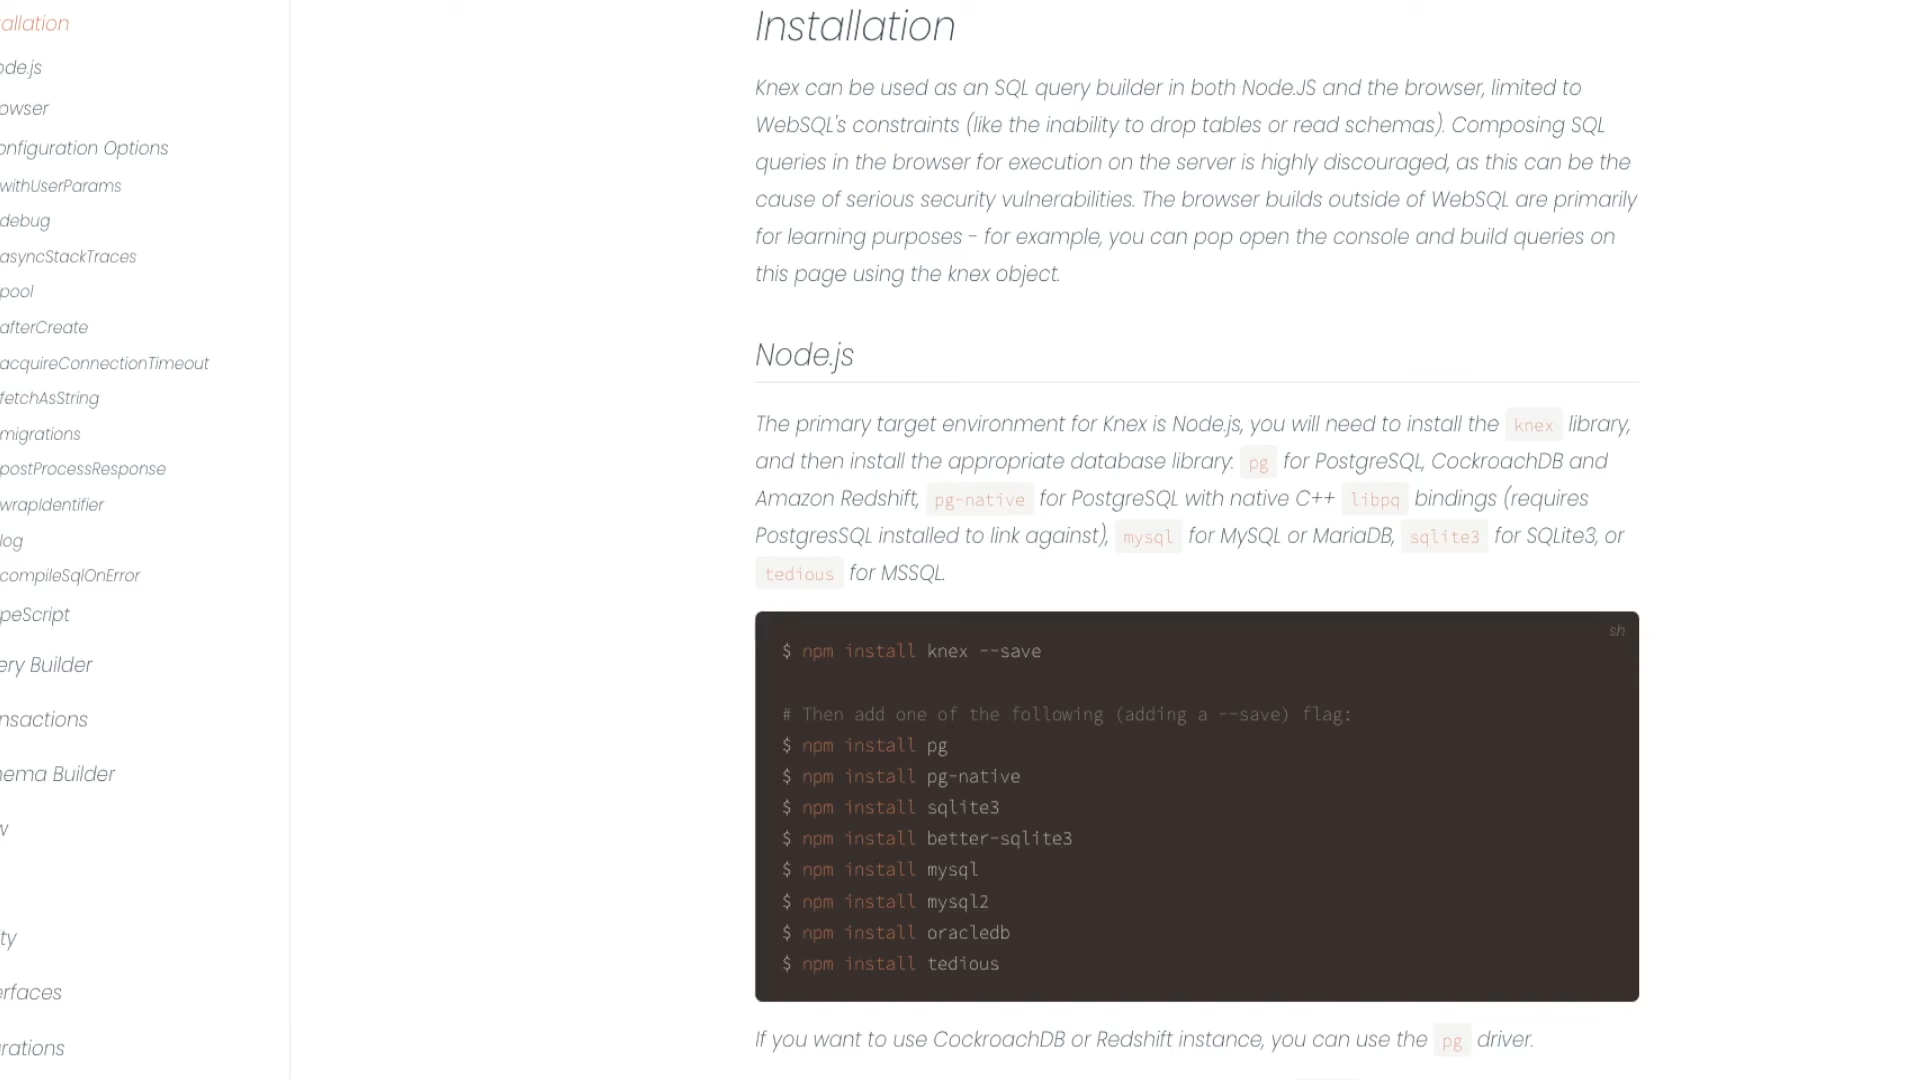 allation
ode.js
owser
onfiguration Options
withUserParams
debug
asyncStackTraces
pool
afterCreate
acquireConnectionTimeout
fetchAsString
migrations
postProcessResponse
wrapIdentifier
log
compileSqlOnError
peScript
ery Builder
nsactions
nema Builder
w
ty
erfaces
rations
Installation
Knex can be used as an SQL query builder in both Node.JS and the browser, limited to
WebSQL's constraints (like the inability to drop tables or read schemas). Composing SQL
queries in the browser for execution on the server is highly discouraged, as this can be the
cause of serious security vulnerabilities. The browser builds outside of WebSQL are primarily
for learning purposes - for example, you can pop open the console and build queries on
this page using the knex object.
Node.js
The primary target environment for Knex is Node.js, you will need to install the knex library,
and then install the appropriate database library: pg for PostgreSQL, CockroachDB and
Amazon Redshift, pg-native for PostgreSQL with native C++ libpq bindings (requires
PostgresSQL installed to link against), mysql for MySQL or MariaDB, sqlite3 for SQLite3, or
tedious for MSSQL.
sh
$ npm install knex --save
# Then add one of the following (adding a --save) flag:
$ npm install pg
$ npm install pg-native
$ npm install sqlite3
$ npm install better-sqlite3
$ npm install mysql
$ npm install mysql2
$ npm install oracledb
$ npm install tedious
If you want to use CockroachDB or Redshift instance, you can use the pg driver.